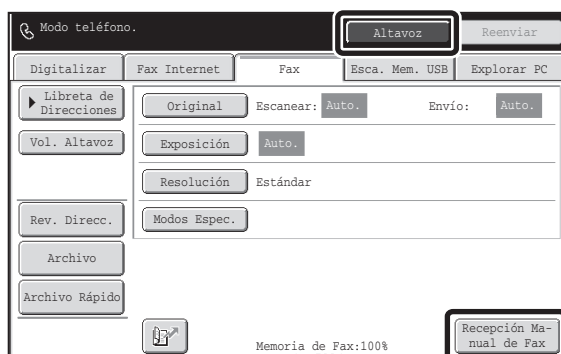 Modo teléfono.
Altavoz
Reenviar
Digitalizar
Fax Internet
Fax
Esca. Mem. USB
Explorar PC
Libreta de
Direcciones
Original
Escanear:
Auto.
Envío:
Auto.
Vol. Altavoz
Exposición
Auto.
Resolución
Estándar
Rev. Direcc.
Modos Espec.
Archivo
Archivo Rápido
Memoria de Fax:100%
Recepción Ma-
nual de Fax